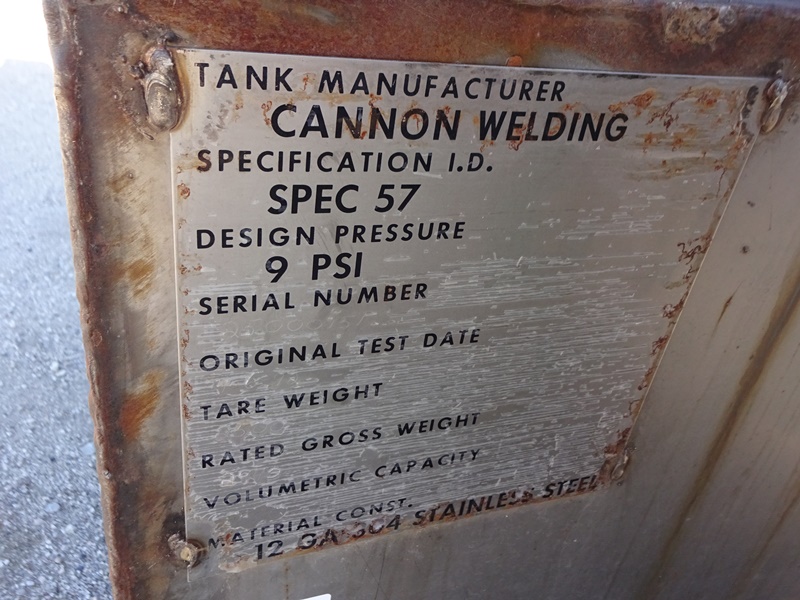 TANK MANUFACTURER
CANNON WELDING
SPECIFICATION I.D.
SPEC 57
DESIGN PRESSURE
9 PSI
SERIAL NUMBER
ORIGINAL TEST DATE
TARE WEIGHT
RATED GROSS WEIGHT
VOLUMETRIC CAPACITY
MATERIAL CONST.
12 GA 304 STAINLESS STEEL